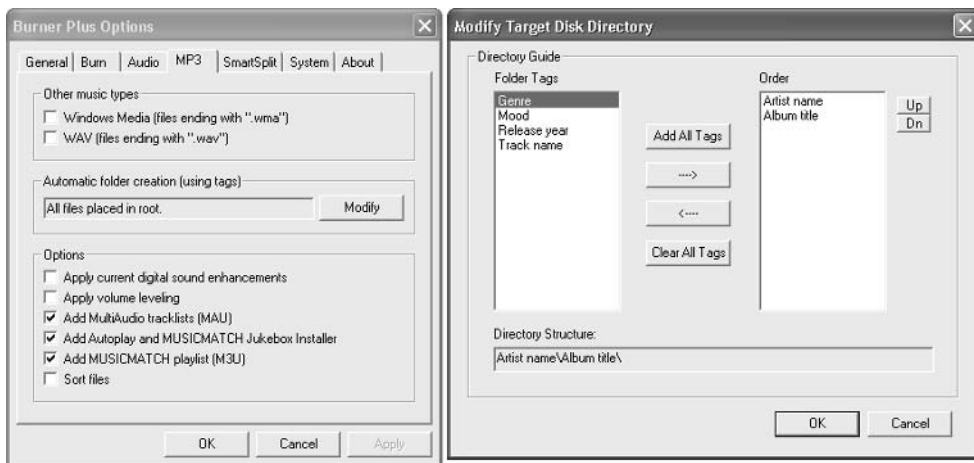 Burner Plus Options
General
Burn
Audio
MP3
SmartSplit
System
About
Other music types
Windows Media (files ending with ".wma")
WAV (files ending with ".wav")
Automatic folder creation (using tags)
All files placed in root.
Modify
Options
Apply current digital sound enhancements
Apply volume leveling
Add MultiAudio tracklists (MAU)
Add Autoplay and MUSICMATCH Jukebox Installer
Add MUSICMATCH playlist (M3U)
Sort files
OK
Cancel
Apply
Modify Target Disk Directory
Directory Guide
Folder Tags
Genre
Mood
Release year
Track name
Add All Tags
---->
<----
Clear All Tags
Order
Artist name
Album title
Up
Dn
Directory Structure:
Artist name\Album title\
OK
Cancel